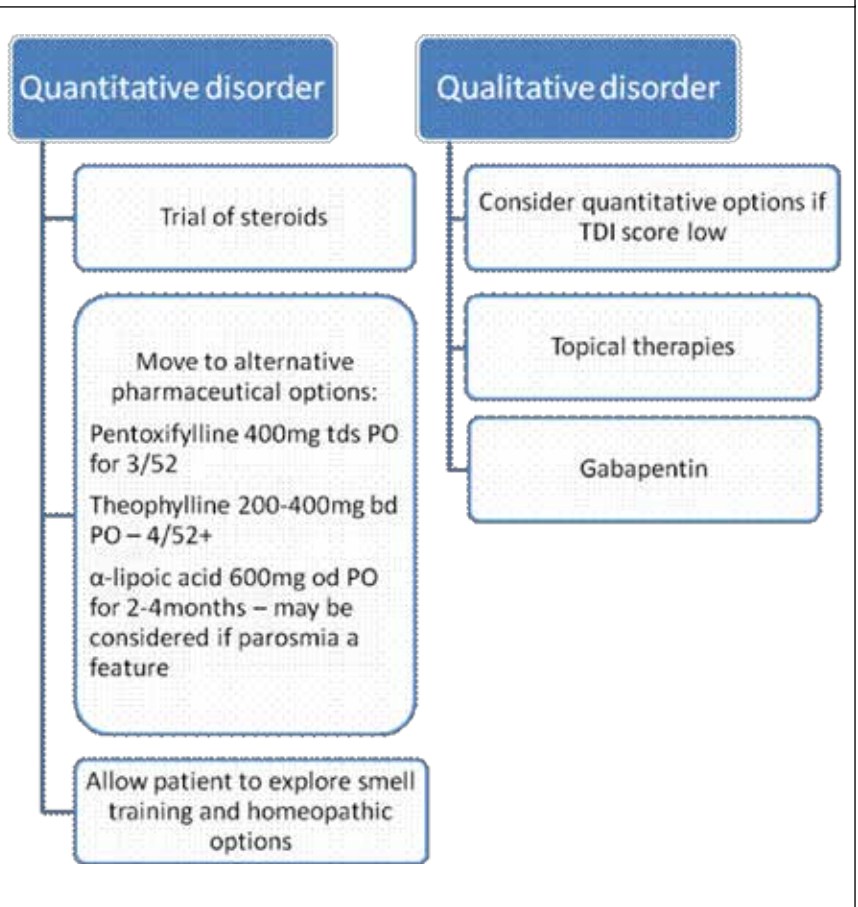 Quantitative disorder
Trial of steroids
Move to alternative
pharmaceutical options:
Pentoxifylline 400mg tds PO
for 3/52
Theophylline 200-400mg bd
PO – 4/52+
α-lipoic acid 600mg od PO
for 2-4months – may be
considered if parosmia a
feature
Allow patient to explore smell
training and homeopathic
options
Qualitative disorder
Consider quantitative options if
TDI score low
Topical therapies
Gabapentin